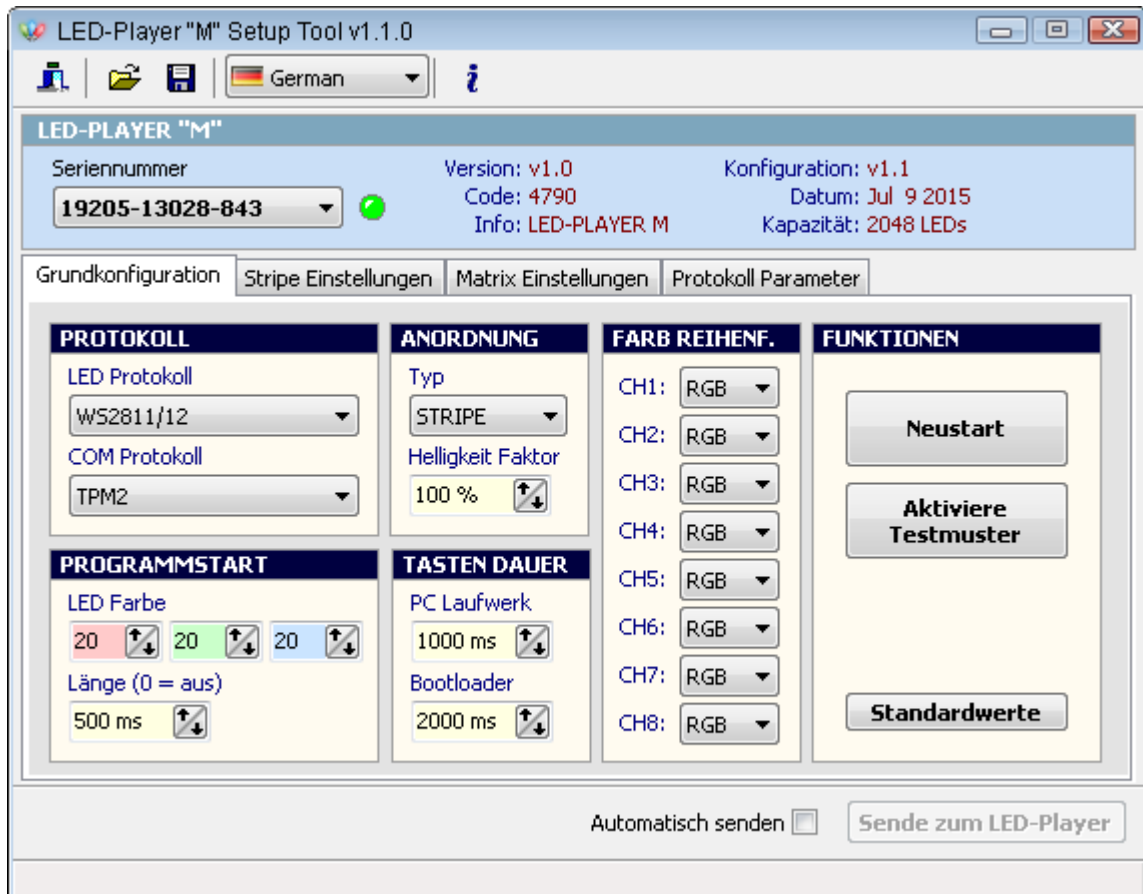 LED-Player "M" Setup Tool v1.1.0
German
i
LED-PLAYER "M"
Seriennummer
19205-13028-843
Version: v1.0
Code: 4790
Info: LED-PLAYER M
Konfiguration: v1.1
Datum: Jul 9 2015
Kapazität: 2048 LEDs
Grundkonfiguration
Stripe Einstellungen
Matrix Einstellungen
Protokoll Parameter
PROTOKOLL
LED Protokoll
WS2811/12
COM Protokoll
TPM2
ANORDNUNG
Typ
STRIPE
Helligkeit Faktor
100 %
PROGRAMMSTART
LED Farbe
20 20 20
Länge (0 = aus)
500 ms
TASTEN DAUER
PC Laufwerk
1000 ms
Bootloader
2000 ms
FARB REIHENF.
CH1: RGB
CH2: RGB
CH3: RGB
CH4: RGB
CH5: RGB
CH6: RGB
CH7: RGB
CH8: RGB
FUNKTIONEN
Neustart
Aktiviere
Testmuster
Standardwerte
Automatisch senden
Sende zum LED-Player